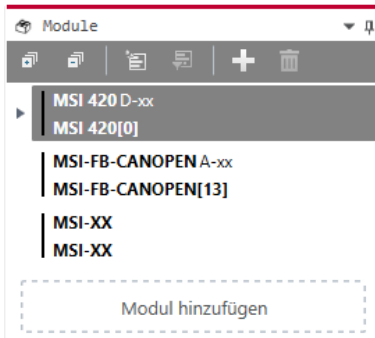 Module
MSI 420 D-xx
MSI 420[0]
MSI-FB-CANOPEN A-xx
MSI-FB-CANOPEN[13]
MSI-XX
MSI-XX
Modul hinzufügen